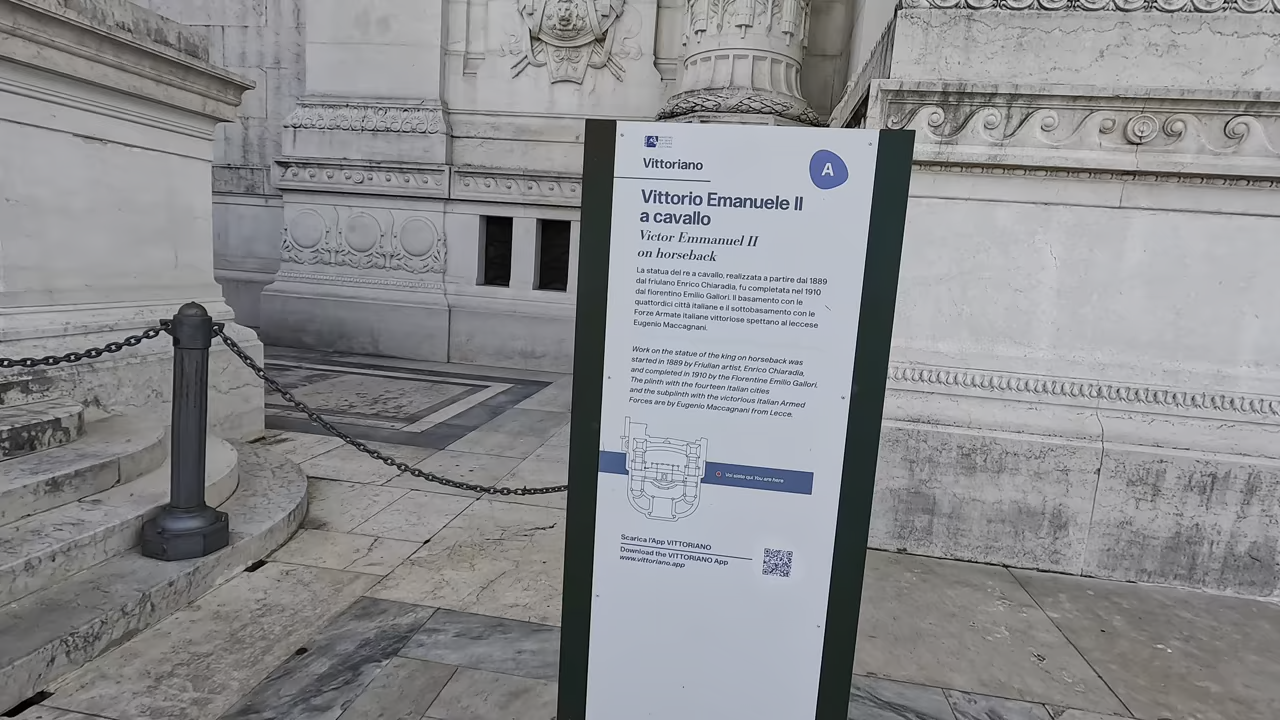 Vittoriano
A
Vittorio Emanuele II
a cavallo
Victor Emmanuel II
on horseback
La statua del re a cavallo, realizzata a partire dal 1889
dal friulano Enrico Chiaradia, fu completata nel 1910
dal fiorentino Emilio Gallori. Il basamento con le
quattordici città italiane e il sottobasamento con le
Forze Armate italiane vittoriose spettano al leccese
Eugenio Maccagnani.
Work on the statue of the king on horseback was
started in 1889 by Friulian artist, Enrico Chiaradia,
and completed in 1910 by the Florentine Emilio Gallori.
The plinth with the fourteen Italian cities
and the subplinth with the victorious Italian Armed
Forces are by Eugenio Maccagnani from Lecce.
Voi siete qui You are here
Scarica l'App VITTORIANO
Download the VITTORIANO App
www.vittoriano.app